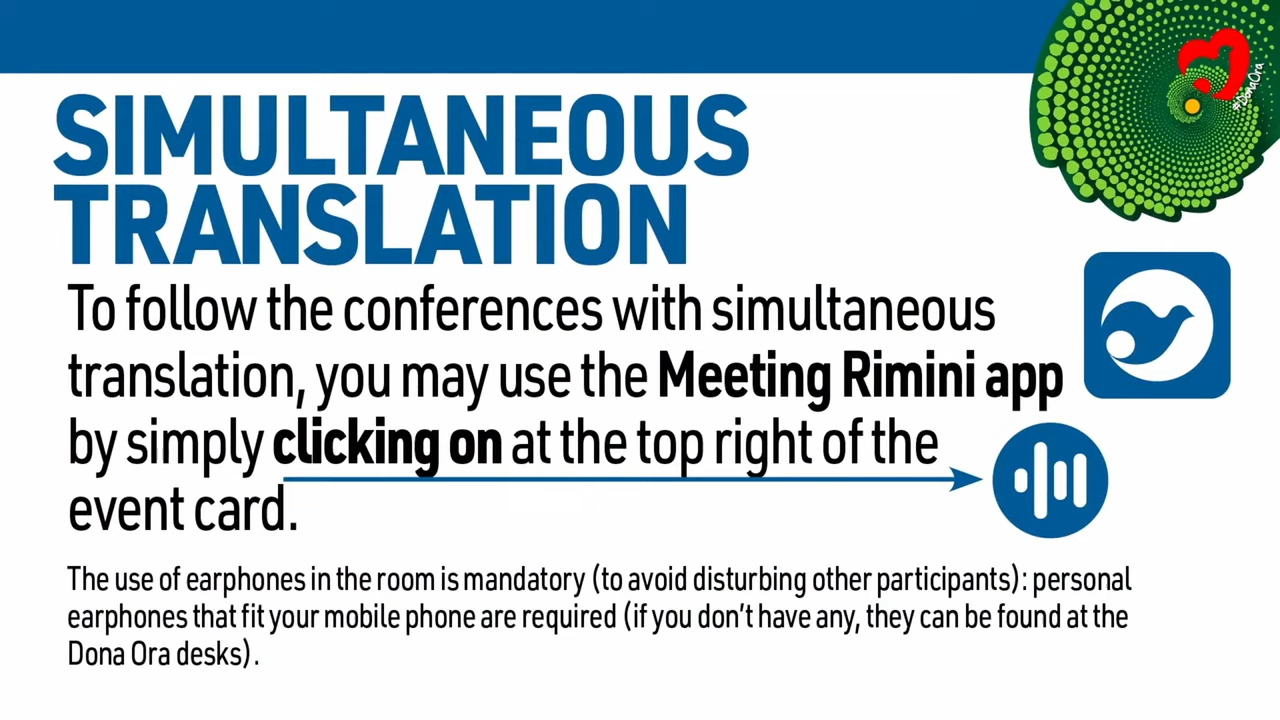 #DonaOra
SIMULTANEOUS
TRANSLATION
To follow the conferences with simultaneous
translation, you may use the Meeting Rimini app
by simply clicking on at the top right of the
event card.
The use of earphones in the room is mandatory (to avoid disturbing other participants): personal
earphones that fit your mobile phone are required (if you don't have any, they can be found at the
Dona Ora desks).